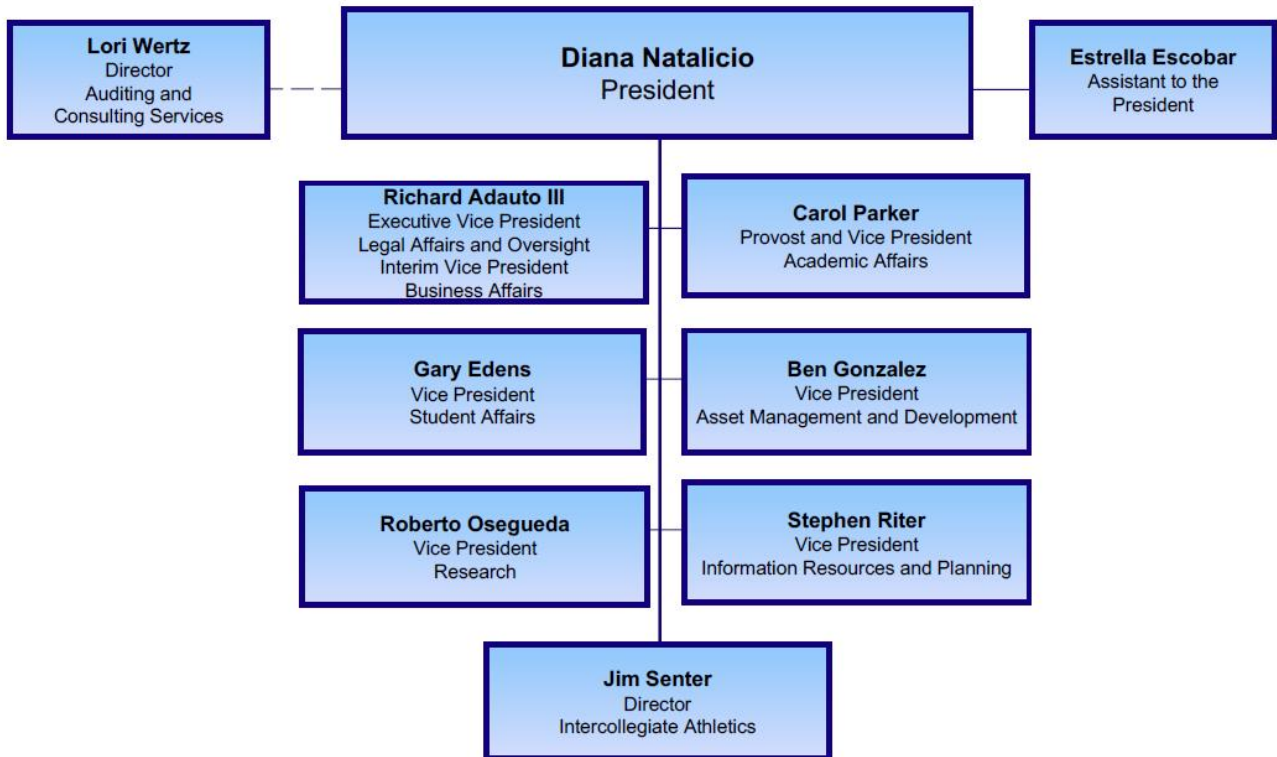 Lori Wertz
Director
Auditing and
Consulting Services
Diana Natalicio
President
Estrella Escobar
Assistant to the
President
Richard Adauto III
Executive Vice President
Legal Affairs and Oversight
Interim Vice President
Business Affairs
Carol Parker
Provost and Vice President
Academic Affairs
Gary Edens
Vice President
Student Affairs
Ben Gonzalez
Vice President
Asset Management and Development
Roberto Osegueda
Vice President
Research
Stephen Riter
Vice President
Information Resources and Planning
Jim Senter
Director
Intercollegiate Athletics